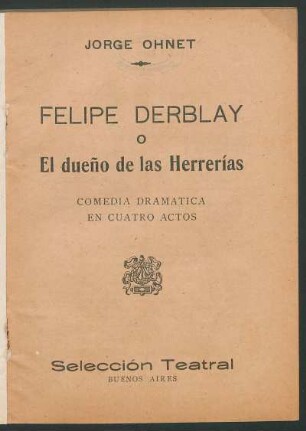 JORGE OHNET
FELIPE DERBLAY
O
El dueño de las Herrerías
COMEDIA DRAMATICA
EN CUATRO ACTOS
Selección Teatral
BUENOS AIRES